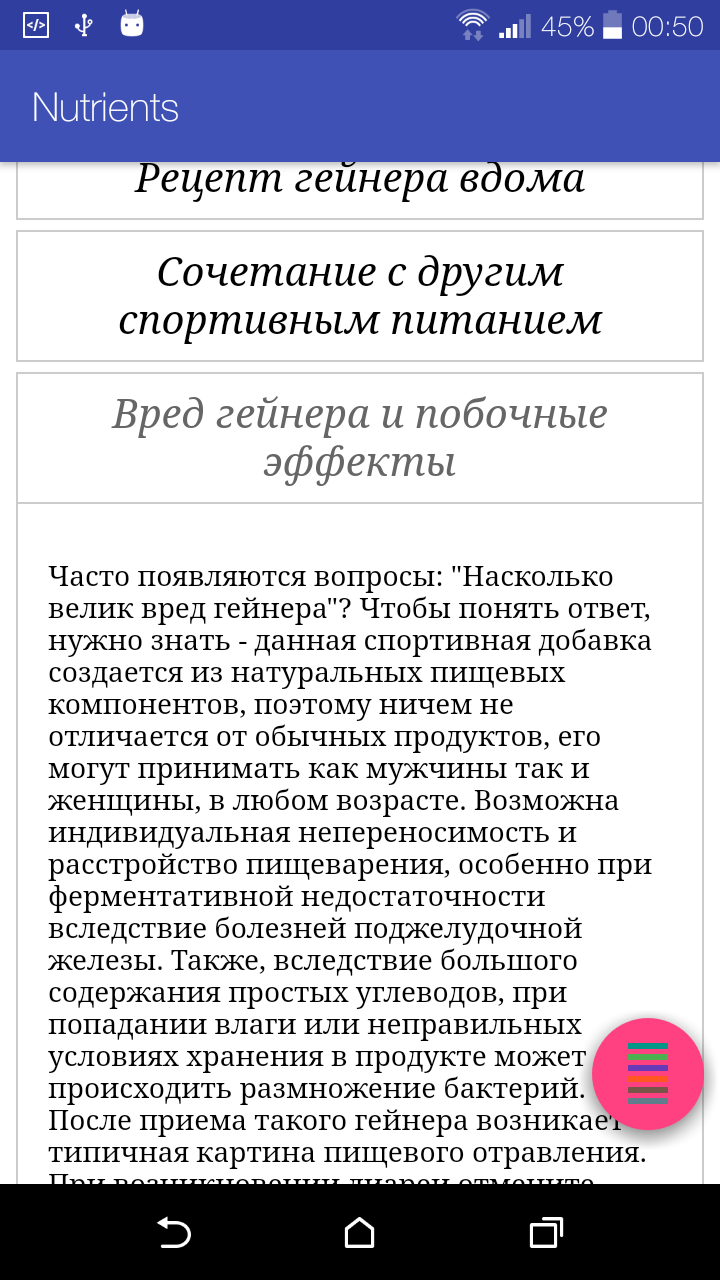 45% 00:50
Nutrients
Рецепт гейнера вдома
Сочетание с другим
спортивным питанием
Вред гейнера и побочные
эффекты
Часто появляются вопросы: "Насколько
велик вред гейнера"? Чтобы понять ответ,
нужно знать - данная спортивная добавка
создается из натуральных пищевых
компонентов, поэтому ничем не
отличается от обычных продуктов, его
могут принимать как мужчины так и
женщины, в любом возрасте. Возможна
индивидуальная непереносимость и
расстройство пищеварения, особенно при
ферментативной недостаточности
вследствие болезней поджелудочной
железы. Также, вследствие большого
содержания простых углеводов, при
попадании влаги или неправильных
условиях хранения в продукте может
происходить размножение бактерий.
После приема такого гейнера возникает
типичная картина пищевого отравления.
При возникновении диареи отмените